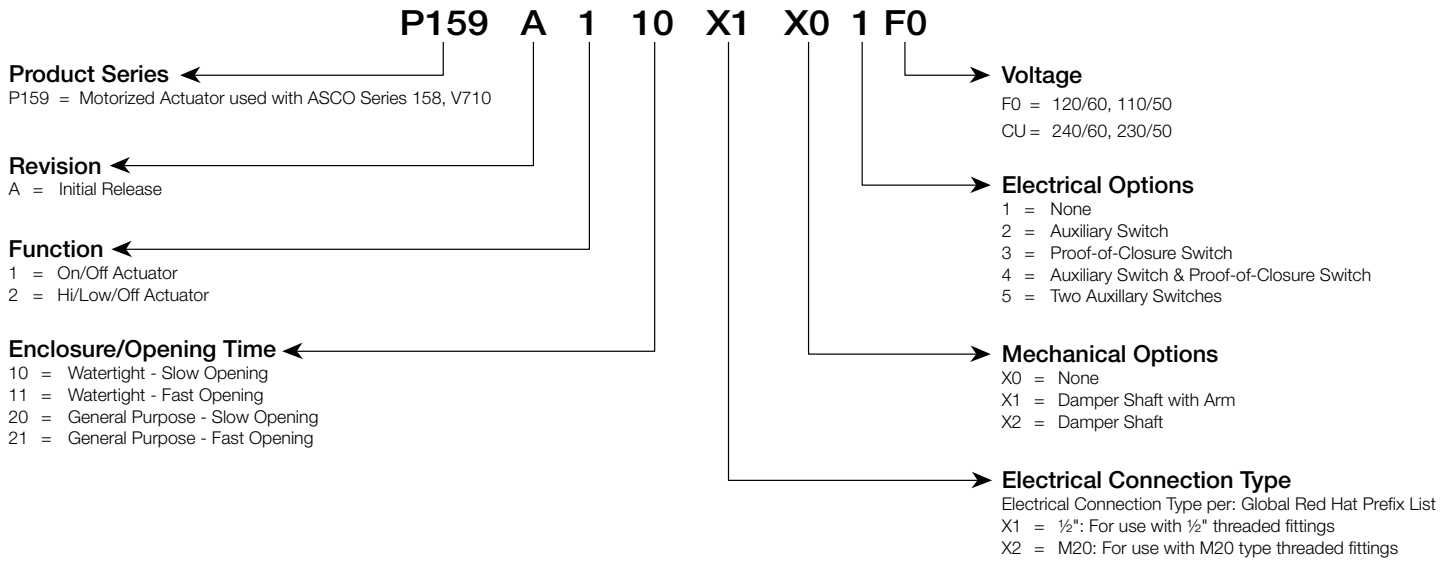 P159 A 1 10 X1 X0 1 F0
Product Series
P159 = Motorized Actuator used with ASCO Series 158, V710
Revision
A = Initial Release
Function
1 = On/Off Actuator
2 = Hi/Low/Off Actuator
Enclosure/Opening Time
10 = Watertight - Slow Opening
11 = Watertight - Fast Opening
20 = General Purpose - Slow Opening
21 = General Purpose - Fast Opening
Voltage
F0 = 120/60, 110/50
CU = 240/60, 230/50
Electrical Options
1 = None
2 = Auxiliary Switch
3 = Proof-of-Closure Switch
4 = Auxiliary Switch & Proof-of-Closure Switch
5 = Two Auxillary Switches
Mechanical Options
X0 = None
X1 = Damper Shaft with Arm
X2 = Damper Shaft
Electrical Connection Type
Electrical Connection Type per: Global Red Hat Prefix List
X1 = ½": For use with ½" threaded fittings
X2 = M20: For use with M20 type threaded fittings